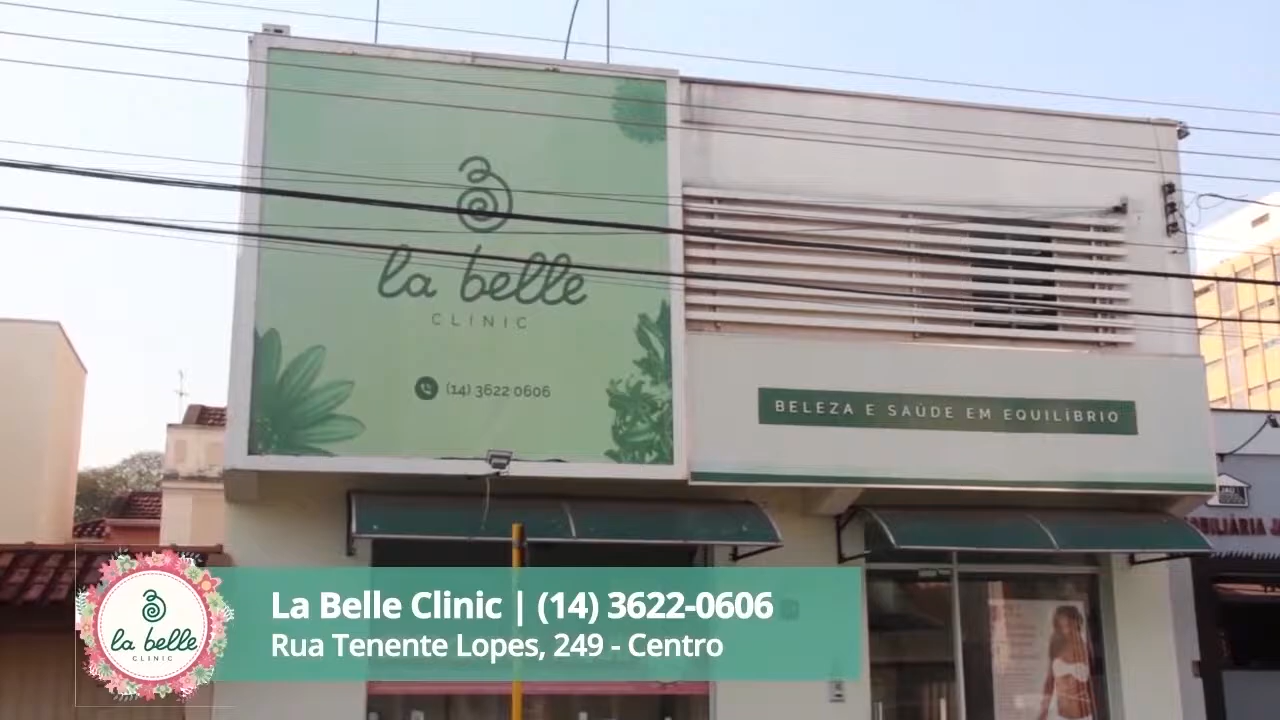 la belle
CLINIC
(14) 3622 0606
BELEZA E SAÚDE EM EQUILÍBRIO
JAÚ
La Belle Clinic | (14) 3622-0606
Rua Tenente Lopes, 249 - Centro
la belle
CLINIC